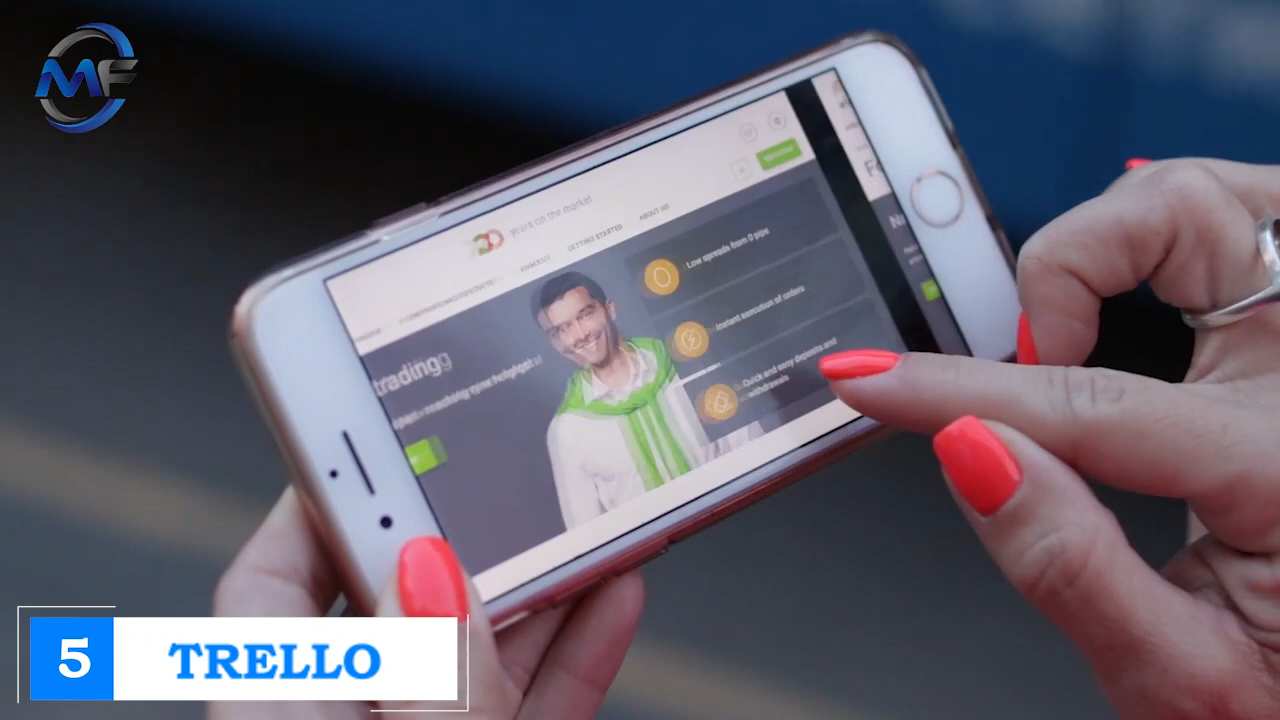 MF
20 Years on the market
GETTING STARTED
ABOUT US
Low spreads from 0 pips
Instant execution of orders
Quick and easy deposits and
withdrawals
trading
5 TRELLO